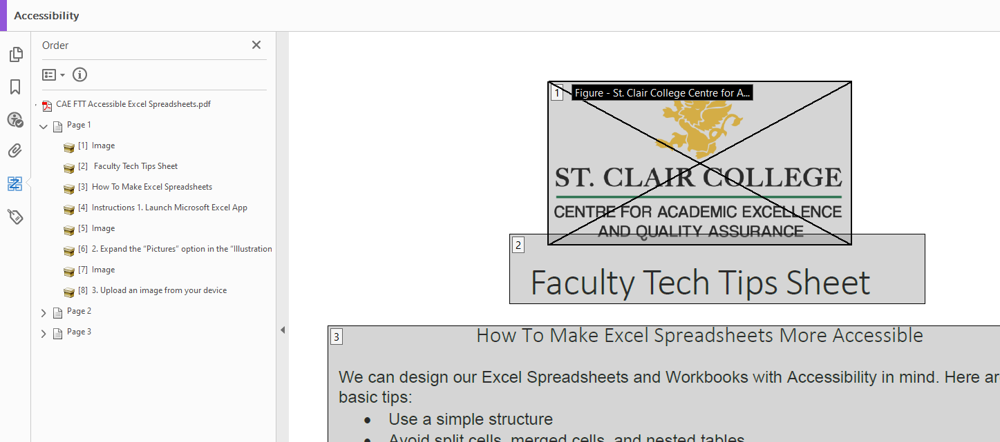 Accessibility
Order
CAE FTT Accessible Excel Spreadsheets.pdf
Page 1
[1] Image
[2] Faculty Tech Tips Sheet
[3] How To Make Excel Spreadsheets
[4] Instructions 1. Launch Microsoft Excel App
[5] Image
[6] 2. Expand the “Pictures” option in the “Illustration
[7] Image
[8] 3. Upload an image from your device
Page 2
Page 3
1 Figure - St. Clair College Centre for A...
ST. CLAIR COLLEGE
CENTRE FOR ACADEMIC EXCELLENCE
AND QUALITY ASSURANCE
2
Faculty Tech Tips Sheet
3
How To Make Excel Spreadsheets More Accessible
We can design our Excel Spreadsheets and Workbooks with Accessibility in mind. Here
basic tips:
• Use a simple structure
• Avoid split cells, merged cells, and nested tables